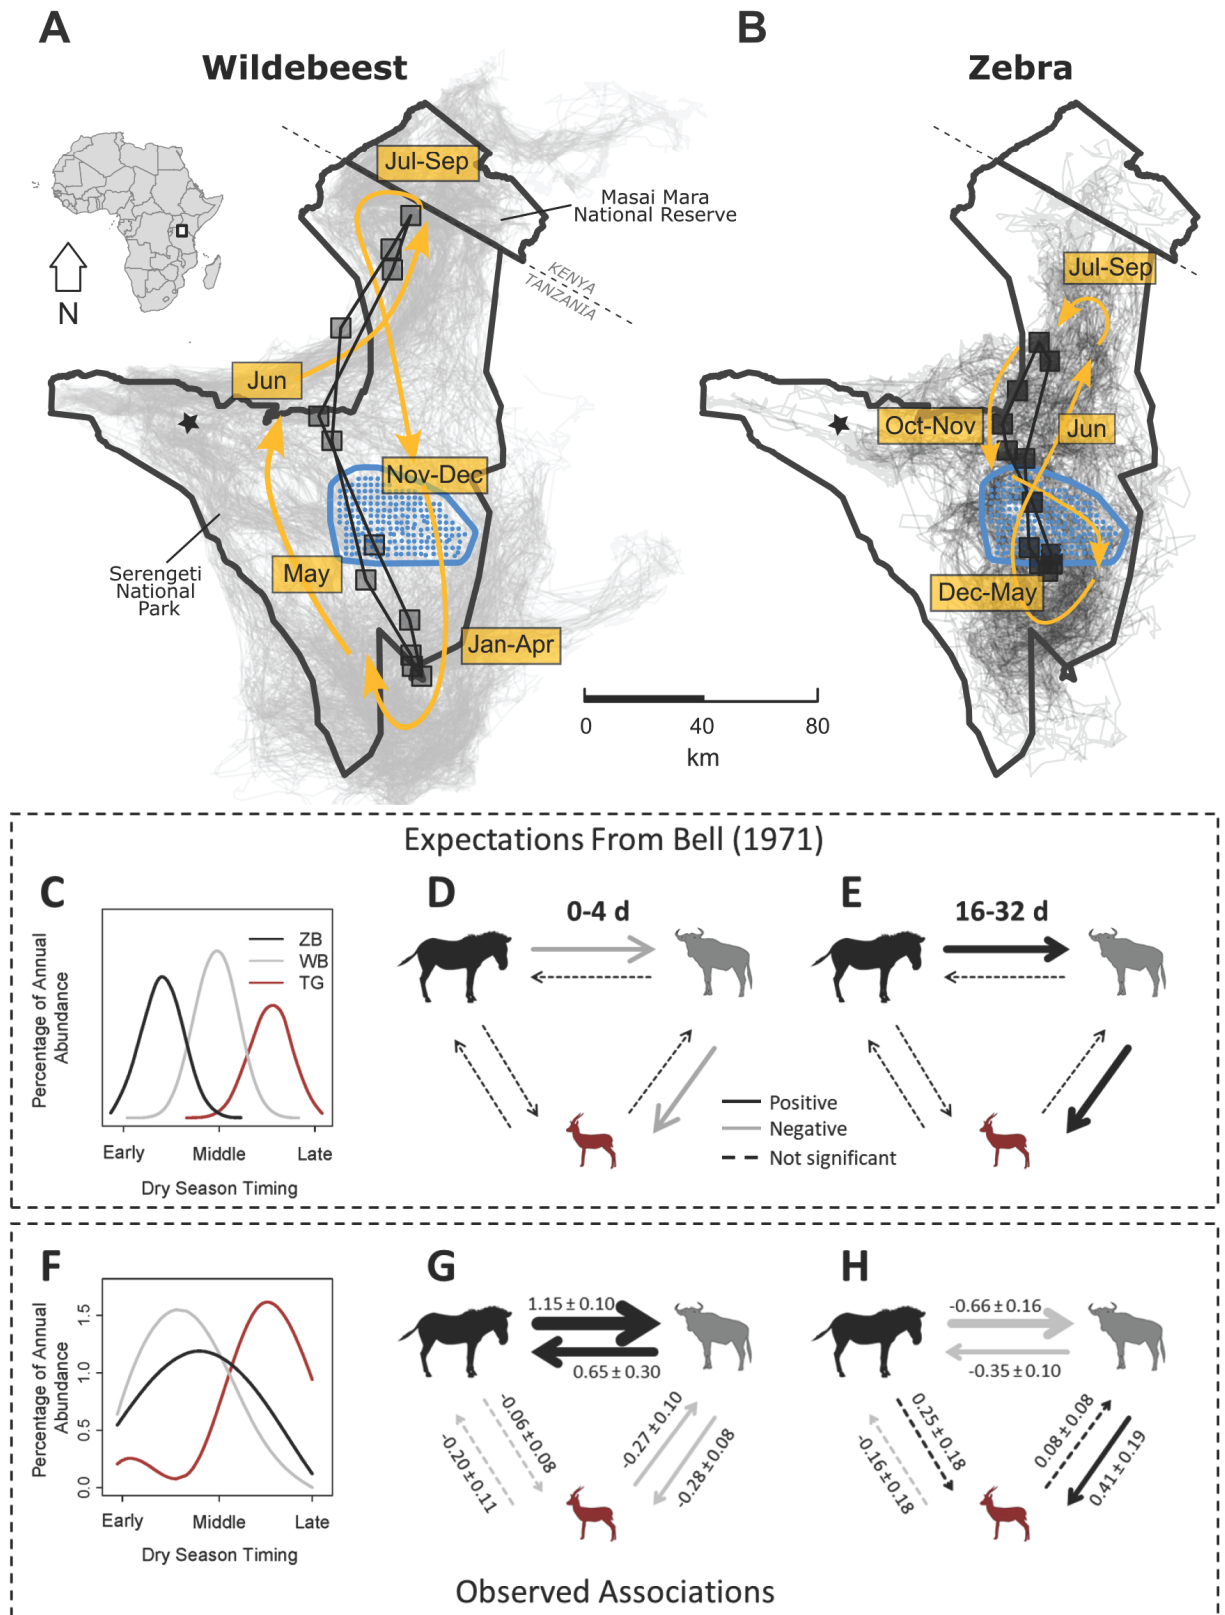 A
B
Wildebeest
Zebra
Jul-Sep
Masai Mara
National Reserve
KENYA
TANZANIA
N
Jul-Sep
Jun
Oct-Nov
Jun
Nov-Dec
May
Serengeti
National
Park
Dec-May
Jan-Apr
0
40
80
km
Expectations From Bell (1971)
C
D
E
0-4 d
16-32 d
ZB
WB
TG
Percentage of Annual
Abundance
Early
Middle
Late
Dry Season Timing
Positive
Negative
Not significant
F
G
H
Percentage of Annual
Abundance
1.5
1.0
0.5
0.0
Early
Middle
Late
Dry Season Timing
1.15 ± 0.10
0.65 ± 0.30
-0.06 ± 0.08
-0.20 ± 0.11
-0.27 ± 0.10
-0.28 ± 0.08
-0.66 ± 0.16
-0.35 ± 0.10
0.25 ± 0.18
-0.16 ± 0.18
0.08 ± 0.08
0.41 ± 0.19
Observed Associations